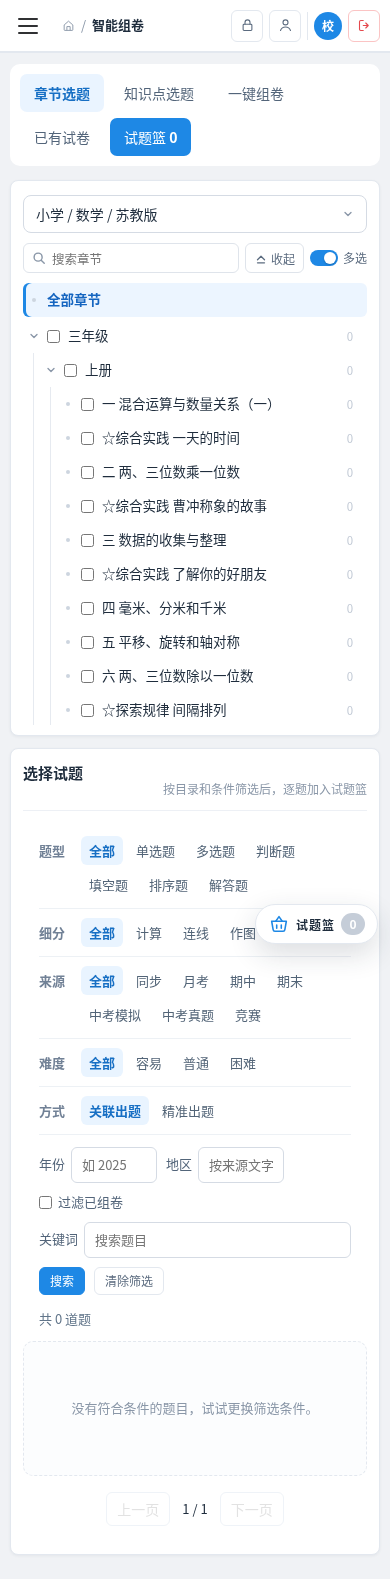 / 智能组卷
校
章节选题 知识点选题 一键组卷
已有试卷 试题篮 0
小学 / 数学 / 苏教版
搜索章节 收起 多选
全部章节
三年级 0
上册 0
一 混合运算与数量关系（一） 0
☆综合实践 一天的时间 0
二 两、三位数乘一位数 0
☆综合实践 曹冲称象的故事 0
三 数据的收集与整理 0
☆综合实践 了解你的好朋友 0
四 毫米、分米和千米 0
五 平移、旋转和轴对称 0
六 两、三位数除以一位数 0
☆探索规律 间隔排列 0
选择试题
按目录和条件筛选后，逐题加入试题篮
题型 全部 单选题 多选题 判断题
填空题 排序题 解答题
细分 全部 计算 连线 作图
试题篮 0
来源 全部 同步 月考 期中 期末
中考模拟 中考真题 竞赛
难度 全部 容易 普通 困难
方式 关联出题 精准出题
年份 如 2025 地区 按来源文字
过滤已组卷
关键词 搜索题目
搜索 清除筛选
共 0 道题
没有符合条件的题目，试试更换筛选条件。
上一页 1 / 1 下一页